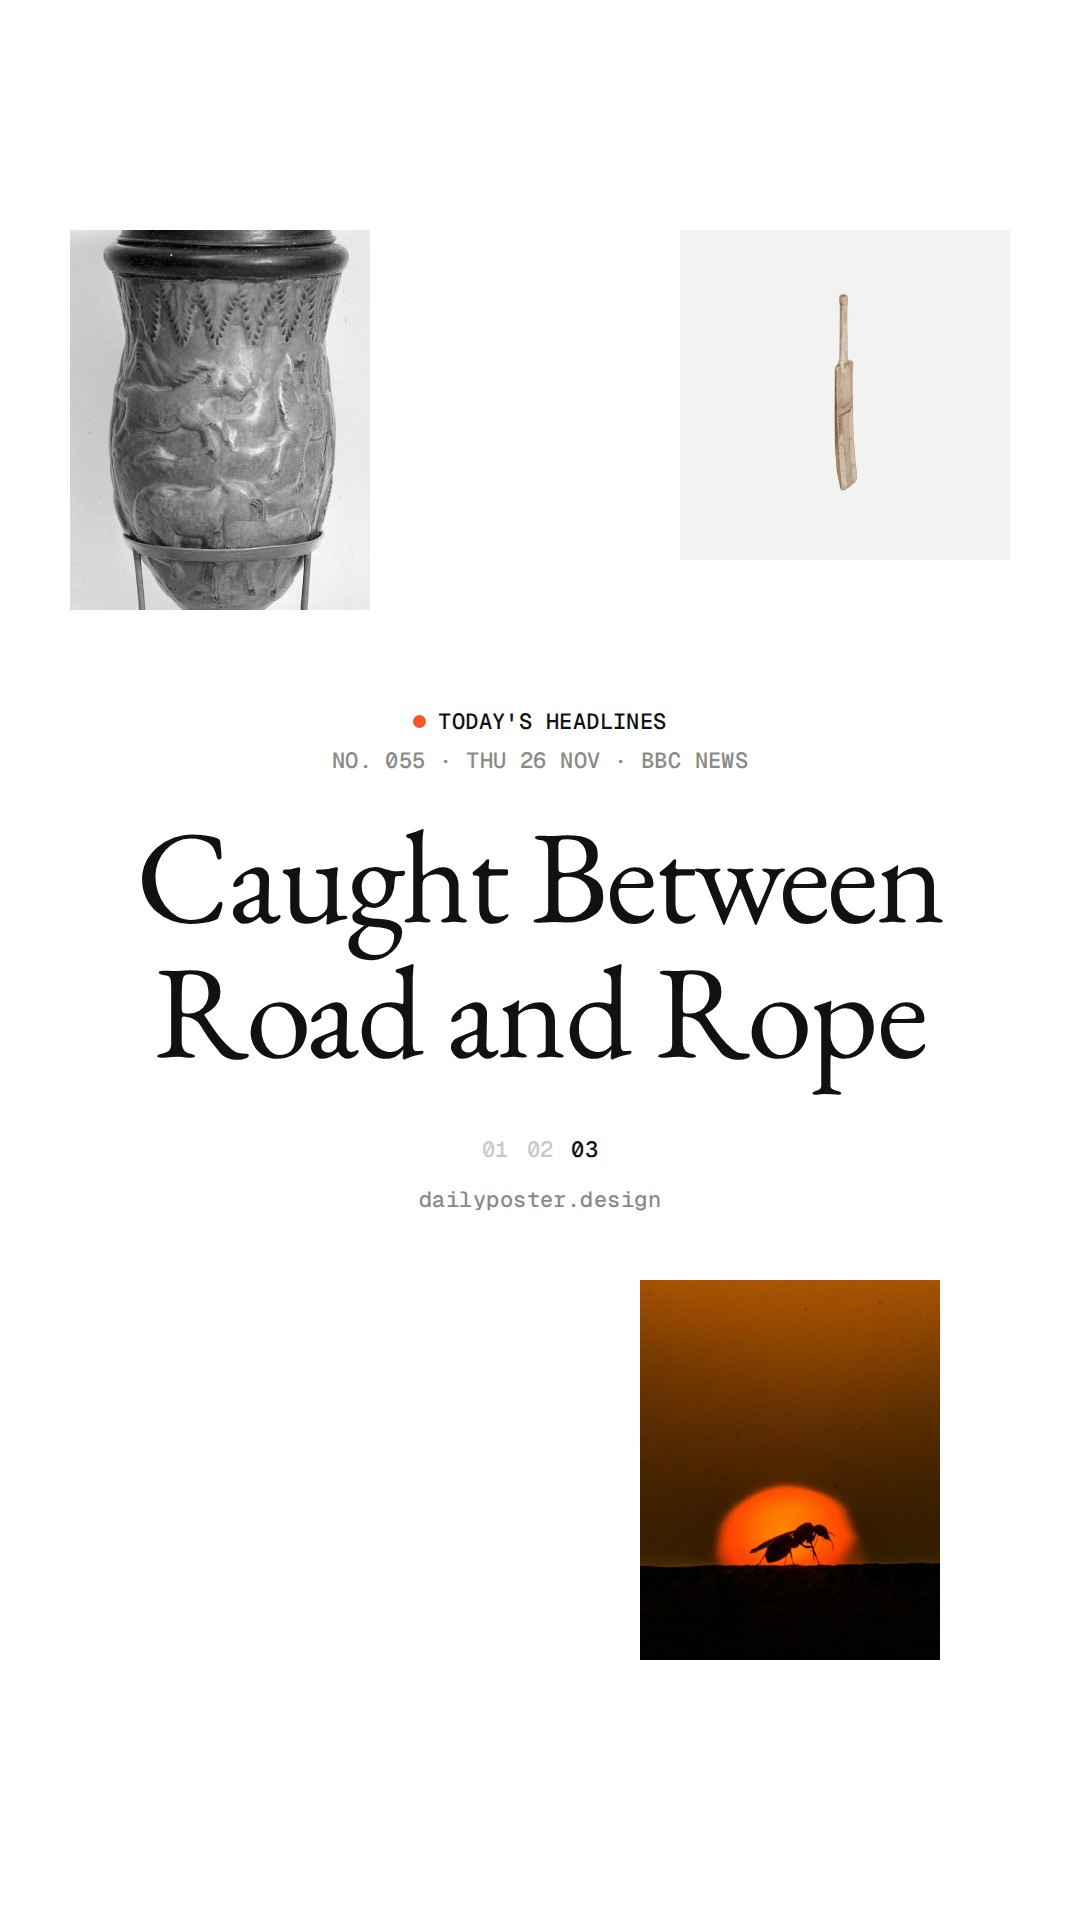 TODAY'S HEADLINES
NO. 055 · THU 26 NOV · BBC NEWS
Caught Between
Road and Rope
01 02 03
dailyposter.design